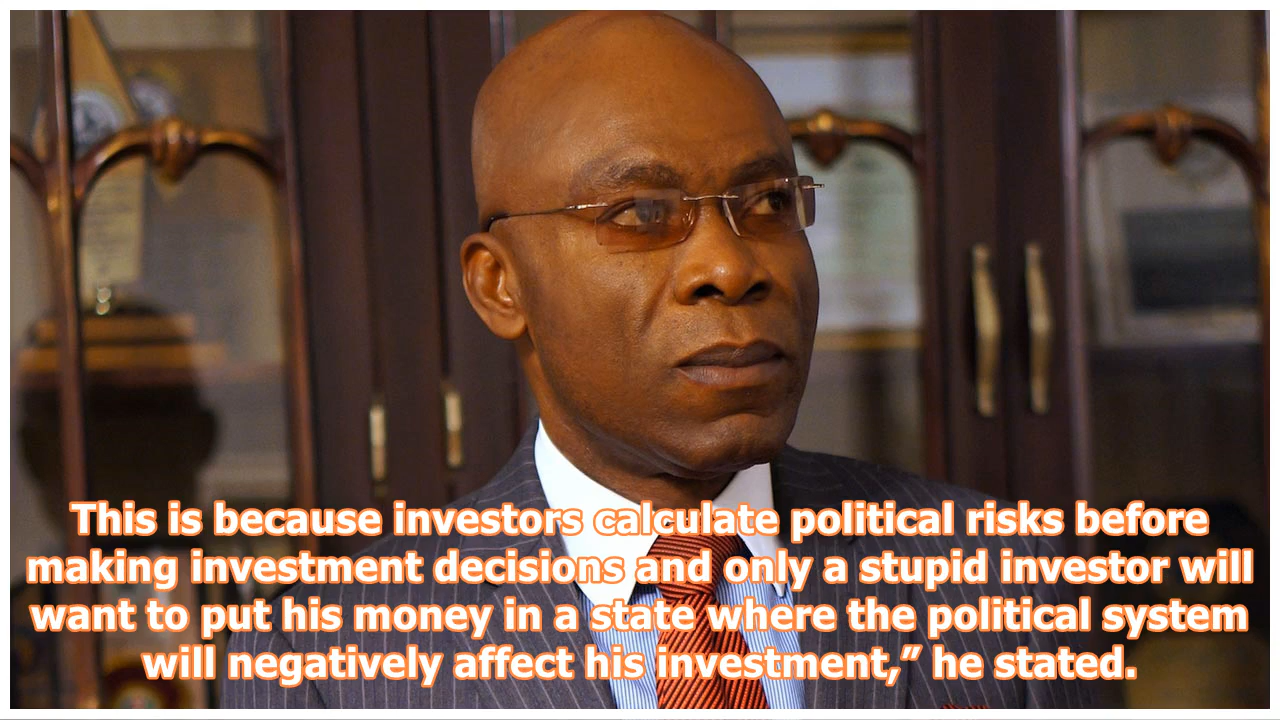 This is because investors calculate political risks before
making investment decisions and only a stupid investor will
want to put his money in a state where the political system
will negatively affect his investment,” he stated.